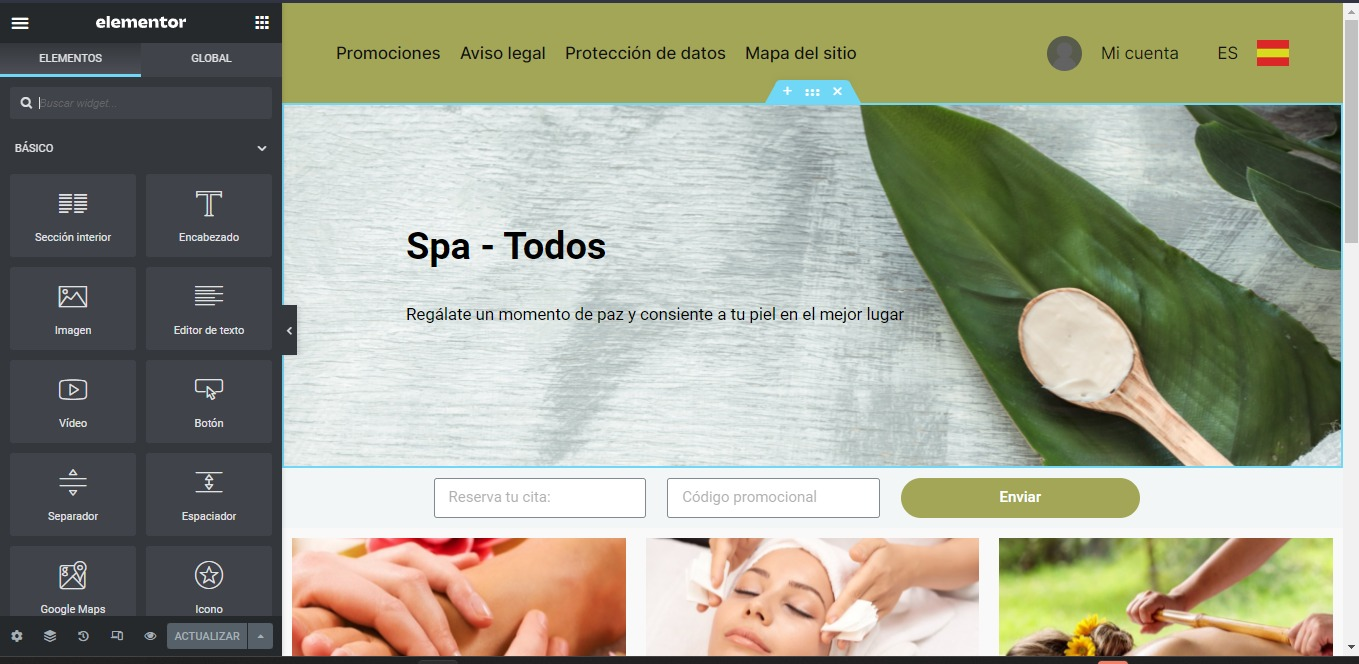 elementor
ELEMENTOS GLOBAL
Buscar widget...
BÁSICO
Sección interior Encabezado
Imagen Editor de texto
Vídeo Botón
Separador Espaciador
Google Maps Icono
ACTUALIZAR
Promociones Aviso legal Protección de datos Mapa del sitio Mi cuenta ES
Spa - Todos
Regálate un momento de paz y consiente a tu piel en el mejor lugar
Reserva tu cita: Código promocional Enviar